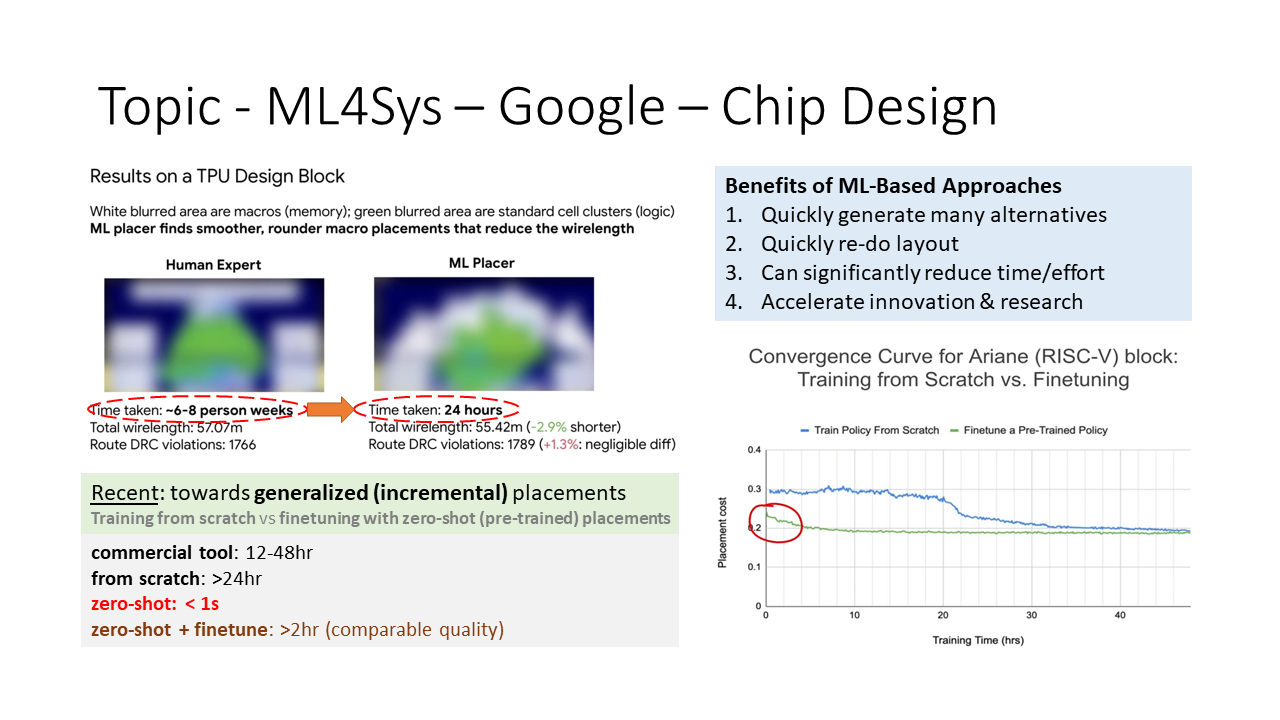 Topic - ML4Sys – Google – Chip Design
Results on a TPU Design Block
White blurred area are macros (memory); green blurred area are standard cell clusters (logic)
ML placer finds smoother, rounder macro placements that reduce the wirelength
Human Expert
ML Placer
Time taken: ~6-8 person weeks
Total wirelength: 57.07m
Route DRC violations: 1766
Time taken: 24 hours
Total wirelength: 55.42m (-2.9% shorter)
Route DRC violations: 1789 (+1.3%: negligible diff)
Recent: towards generalized (incremental) placements
Training from scratch vs finetuning with zero-shot (pre-trained) placements
commercial tool: 12-48hr
from scratch: >24hr
zero-shot: < 1s
zero-shot + finetune: >2hr (comparable quality)
Benefits of ML-Based Approaches
1. Quickly generate many alternatives
2. Quickly re-do layout
3. Can significantly reduce time/effort
4. Accelerate innovation & research
Convergence Curve for Ariane (RISC-V) block:
Training from Scratch vs. Finetuning
Train Policy From Scratch
Finetune a Pre-Trained Policy
Placement cost
0.4
0.3
0.2
0.1
0
0 10 20 30 40
Training Time (hrs)